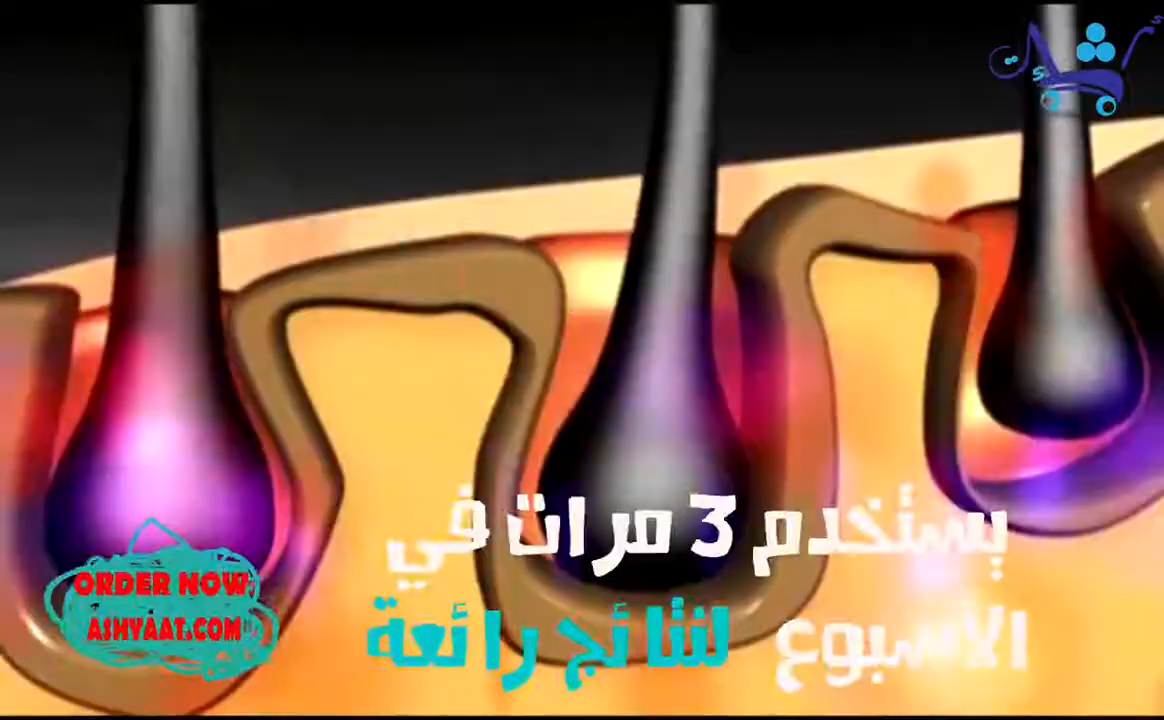 يستخدم 3 مرات في
الاسبوع لنتائج رائعة
ORDER NOW
ASHYAAT.COM